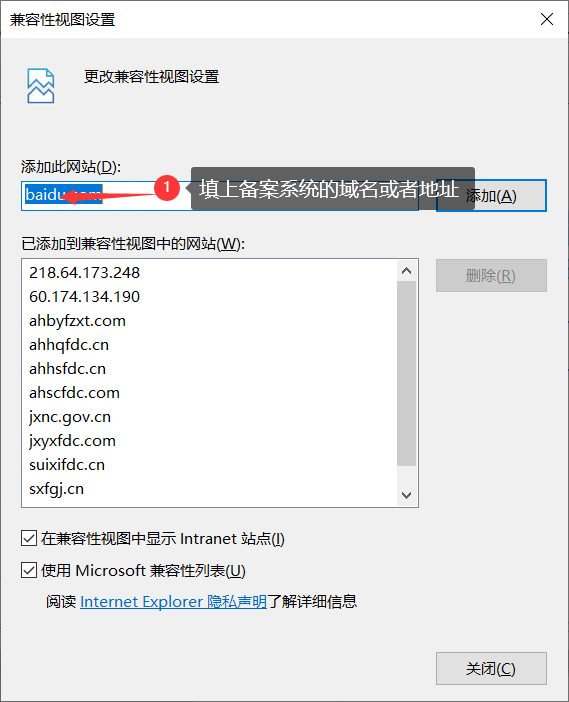 兼容性视图设置
更改兼容性视图设置
添加此网站(D):
baidu.com
1
填上备案系统的域名或者地址
添加(A)
已添加到兼容性视图中的网站(W):
218.64.173.248
删除(R)
60.174.134.190
ahbyfzxt.com
ahhqfdc.cn
ahhsfdc.cn
ahscfdc.com
jxnc.gov.cn
jxyxfdc.com
suixifdc.cn
sxfgj.cn
在兼容性视图中显示 Intranet 站点(I)
使用 Microsoft 兼容性列表(U)
阅读 Internet Explorer 隐私声明了解详细信息
关闭(C)